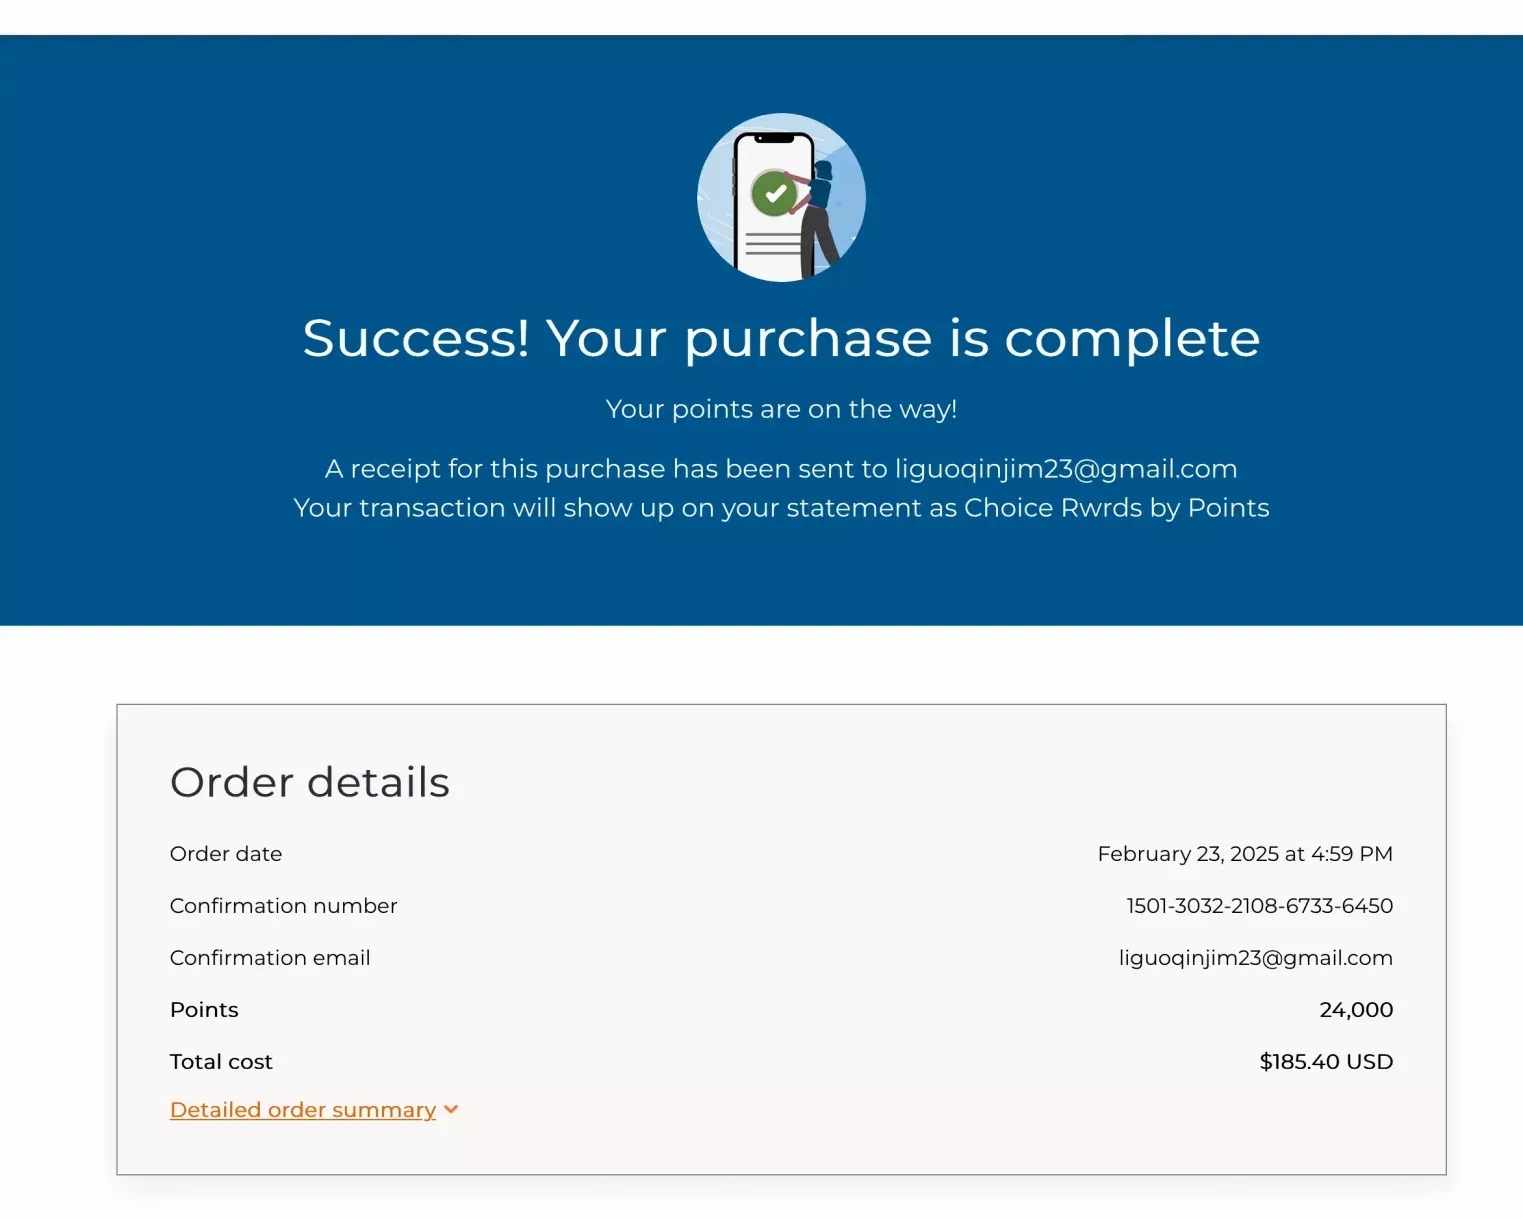 Success! Your purchase is complete
Your points are on the way!
A receipt for this purchase has been sent to liguoqinjim23@gmail.com
Your transaction will show up on your statement as Choice Rwrds by Points
Order details
Order date February 23, 2025 at 4:59 PM
Confirmation number 1501-3032-2108-6733-6450
Confirmation email liguoqinjim23@gmail.com
Points 24,000
Total cost $185.40 USD
Detailed order summary